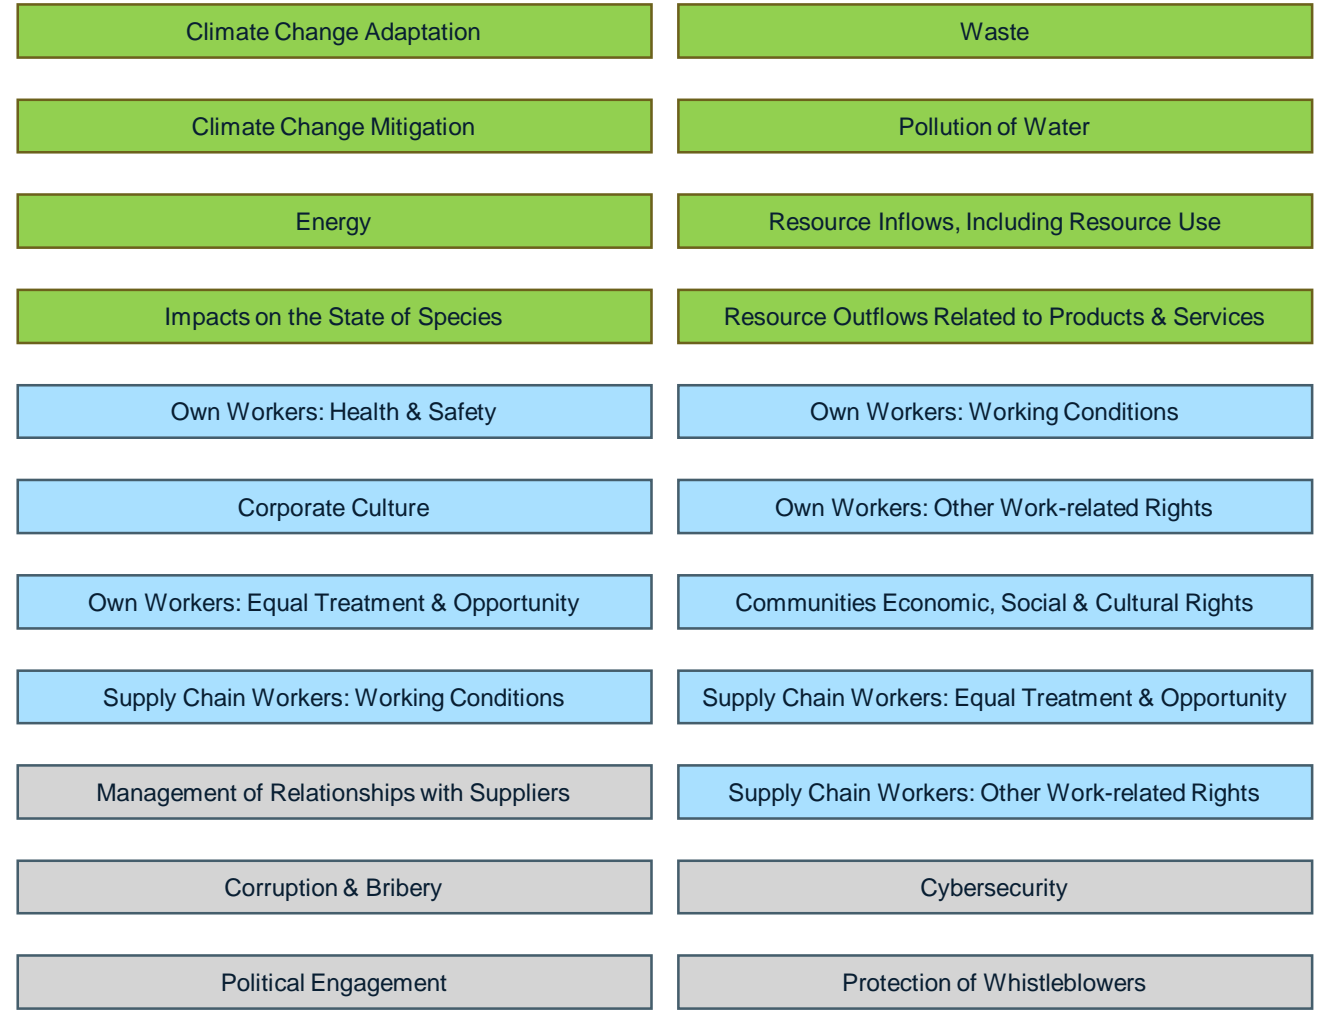 Climate Change Adaptation
Waste
Climate Change Mitigation
Pollution of Water
Energy
Resource Inflows, Including Resource Use
Impacts on the State of Species
Resource Outflows Related to Products & Services
Own Workers: Health & Safety
Own Workers: Working Conditions
Corporate Culture
Own Workers: Other Work-related Rights
Own Workers: Equal Treatment & Opportunity
Communities Economic, Social & Cultural Rights
Supply Chain Workers: Working Conditions
Supply Chain Workers: Equal Treatment & Opportunity
Management of Relationships with Suppliers
Supply Chain Workers: Other Work-related Rights
Corruption & Bribery
Cybersecurity
Political Engagement
Protection of Whistleblowers